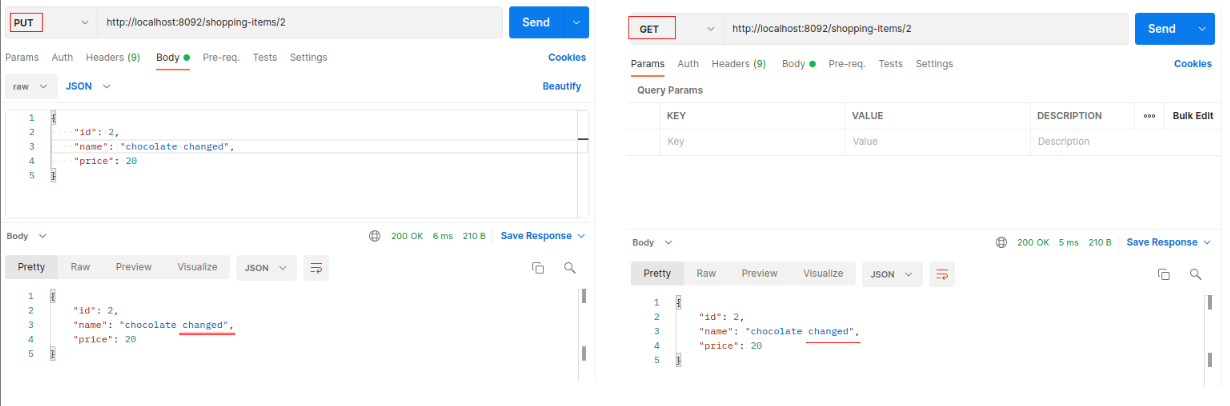 PUT http://localhost:8092/shopping-items/2 Send
Params Auth Headers (9) Body Pre-req. Tests Settings Cookies
raw JSON Beautify
1 {
2 "id": 2,
3 "name": "chocolate changed",
4 "price": 20
5 }
Body 200 OK 6 ms 210 B Save Response
Pretty Raw Preview Visualize JSON
1 {
2 "id": 2,
3 "name": "chocolate changed",
4 "price": 20
5 }
GET http://localhost:8092/shopping-items/2 Send
Params Auth Headers (9) Body Pre-req. Tests Settings Cookies
Query Params
KEY VALUE DESCRIPTION ooo Bulk Edit
Key Value Description
Body 200 OK 5 ms 210 B Save Response
Pretty Raw Preview Visualize JSON
1 {
2 "id": 2,
3 "name": "chocolate changed",
4 "price": 20
5 }